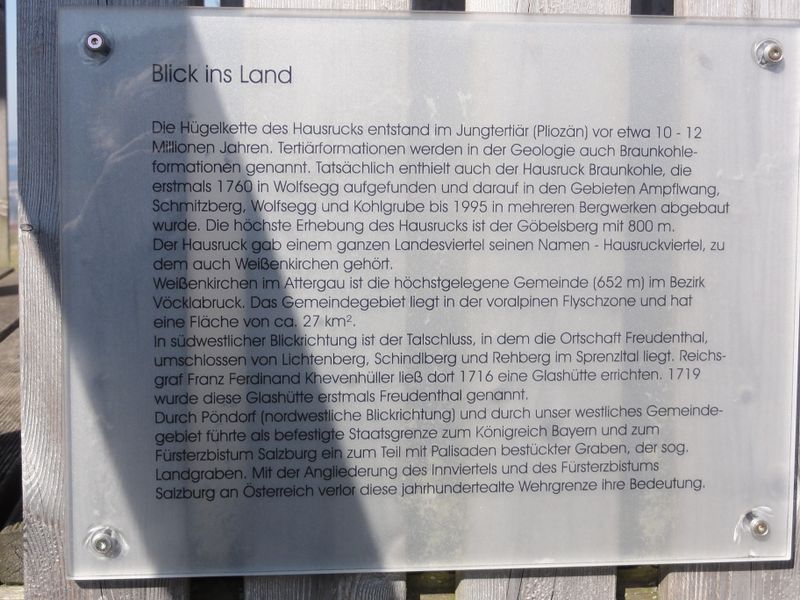 Blick ins Land
Die Hügelkette des Hausrucks entstand im Jungtertiär (Pliozän) vor etwa 10 - 12
Millionen Jahren. Tertiärformationen werden in der Geologie auch Braunkohle-
formationen genannt. Tatsächlich enthielt auch der Hausruck Braunkohle, die
erstmals 1760 in Wolfsegg aufgefunden und darauf in den Gebieten Ampflwang,
Schmitzberg, Wolfsegg und Kohlgrube bis 1995 in mehreren Bergwerken abgebaut
wurde. Die höchste Erhebung des Hausrucks ist der Göbelsberg mit 800 m.
Der Hausruck gab einem ganzen Landesviertel seinen Namen - Hausruckviertel, zu
dem auch Weißenkirchen gehört.
Weißenkirchen im Attergau ist die höchstgelegene Gemeinde (652 m) im Bezirk
Vöcklabruck. Das Gemeindegebiet liegt in der voralpinen Flyschzone und hat
eine Fläche von ca. 27 km².
In südwestlicher Blickrichtung ist der Talschluss, in dem die Ortschaft Freudenthal,
umschlossen von Lichtenberg, Schindlberg und Rehberg im Sprenzltal liegt. Reichs-
graf Franz Ferdinand Khevenhüller ließ dort 1716 eine Glashütte errichten. 1719
wurde diese Glashütte erstmals Freudenthal genannt.
Durch Pöndorf (nordwestliche Blickrichtung) und durch unser westliches Gemeinde-
gebiet führte als befestigte Staatsgrenze zum Königreich Bayern und zum
Fürsterzbistum Salzburg ein zum Teil mit Palisaden bestückter Graben, der sog.
Landgraben. Mit der Angliederung des Innviertels und des Fürsterzbistums
Salzburg an Österreich verlor diese jahrhundertealte Wehrgrenze ihre Bedeutung.